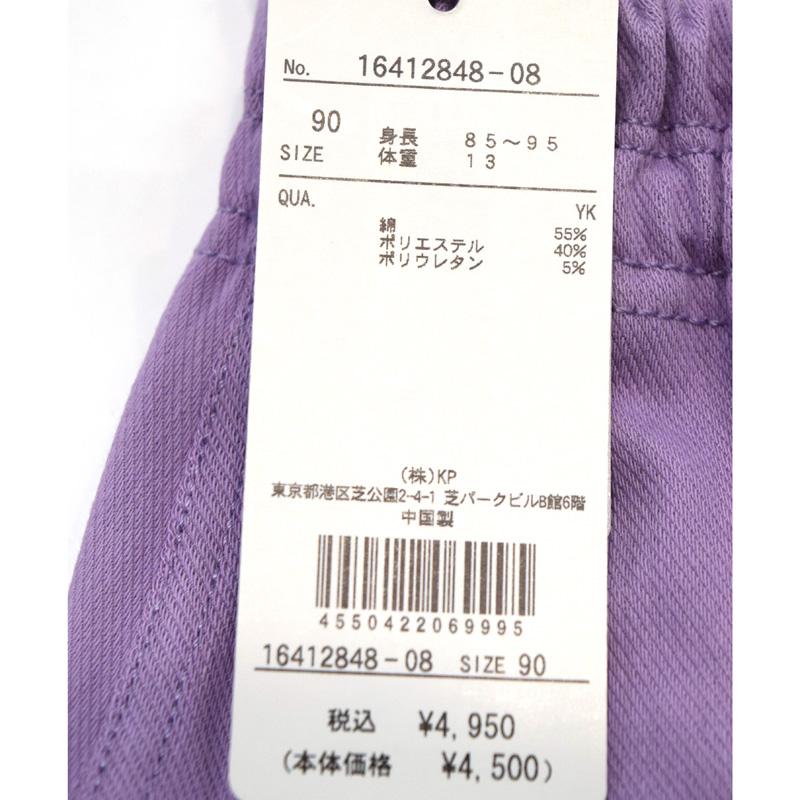 No. 16412848-08
90 身長 85～95
SIZE 体重 13
QUA. YK
綿 55%
ポリエステル 40%
ポリウレタン 5%
(株)KP
東京都港区芝公園2-4-1 芝パークビルB館6階
中国製
4550422069995
16412848-08 SIZE 90
税込 ¥4,950
(本体価格 ¥4,500)